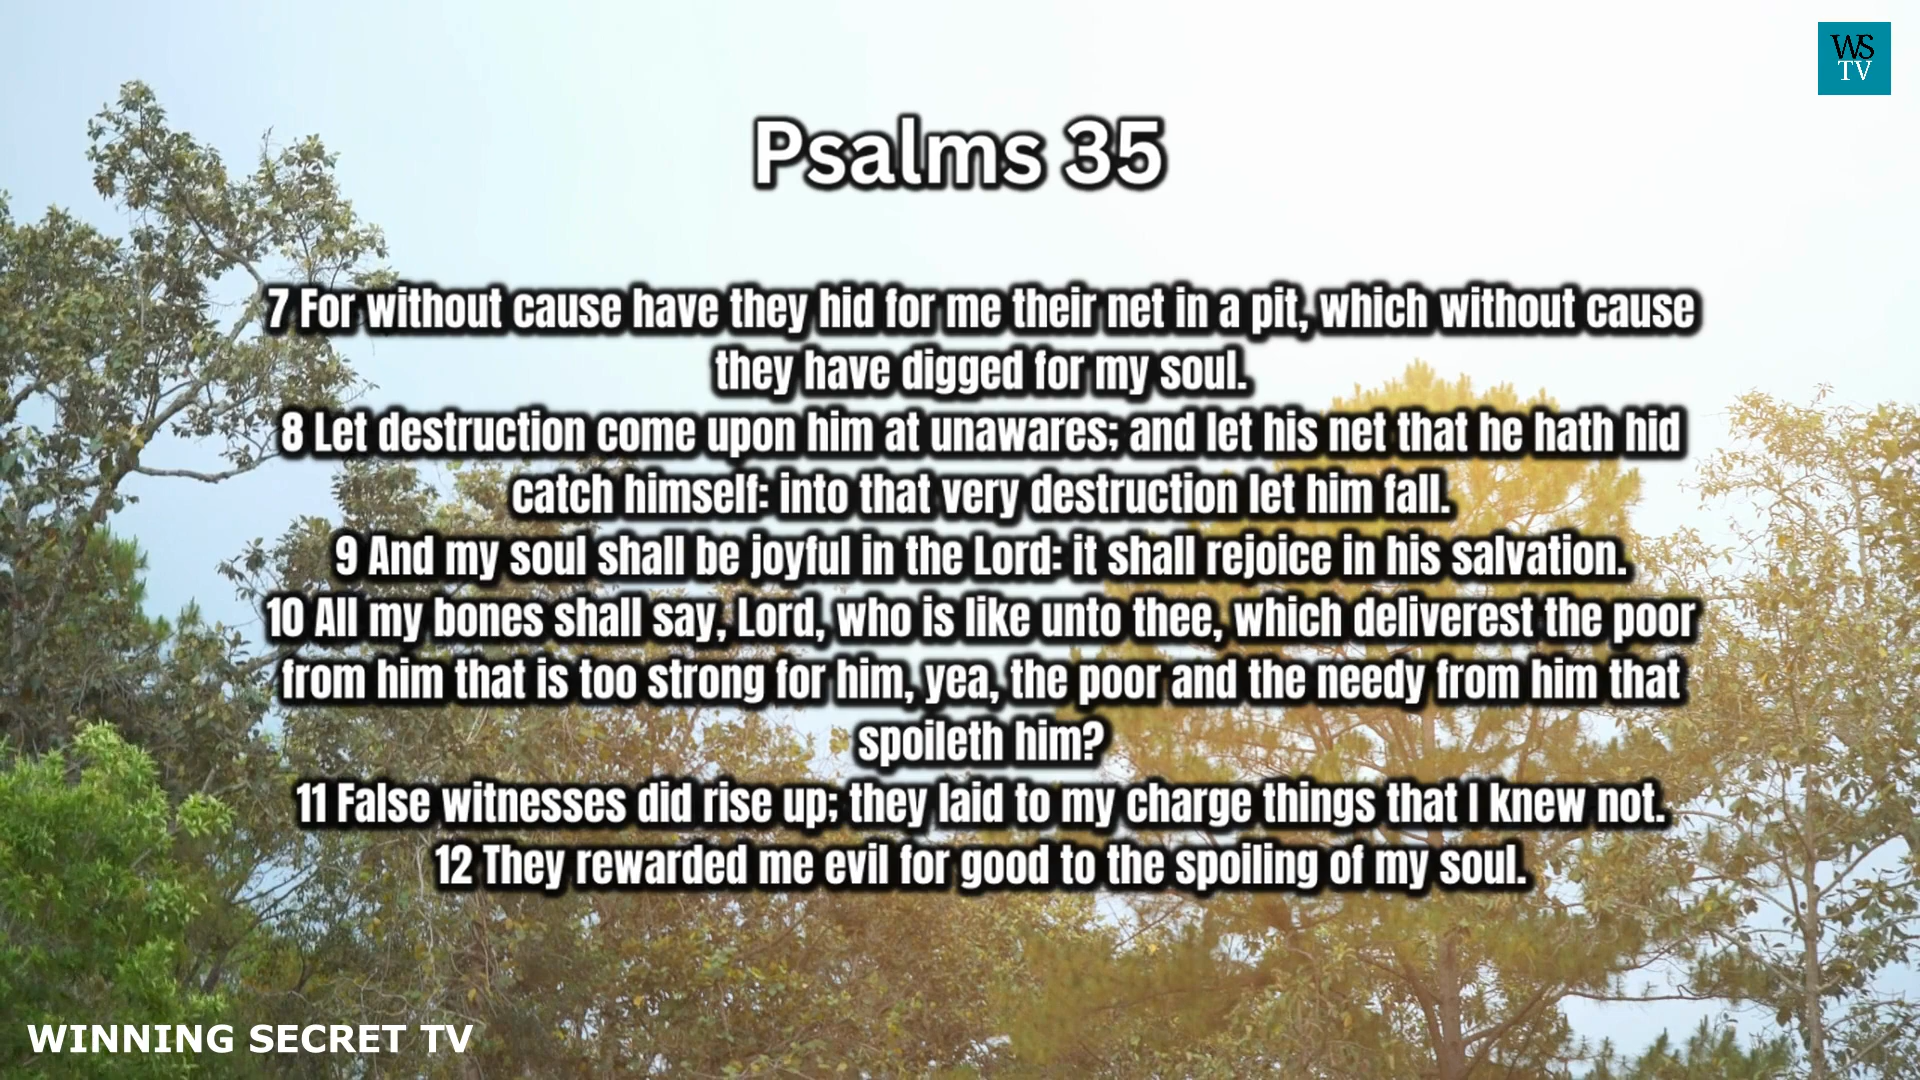 WS
TV
Psalms 35
7 For without cause have they hid for me their net in a pit, which without cause
they have digged for my soul.
8 Let destruction come upon him at unawares; and let his net that he hath hid
catch himself: into that very destruction let him fall.
9 And my soul shall be joyful in the Lord: it shall rejoice in his salvation.
10 All my bones shall say, Lord, who is like unto thee, which deliverest the poor
from him that is too strong for him, yea, the poor and the needy from him that
spoileth him?
11 False witnesses did rise up; they laid to my charge things that I knew not.
12 They rewarded me evil for good to the spoiling of my soul.
WINNING SECRET TV